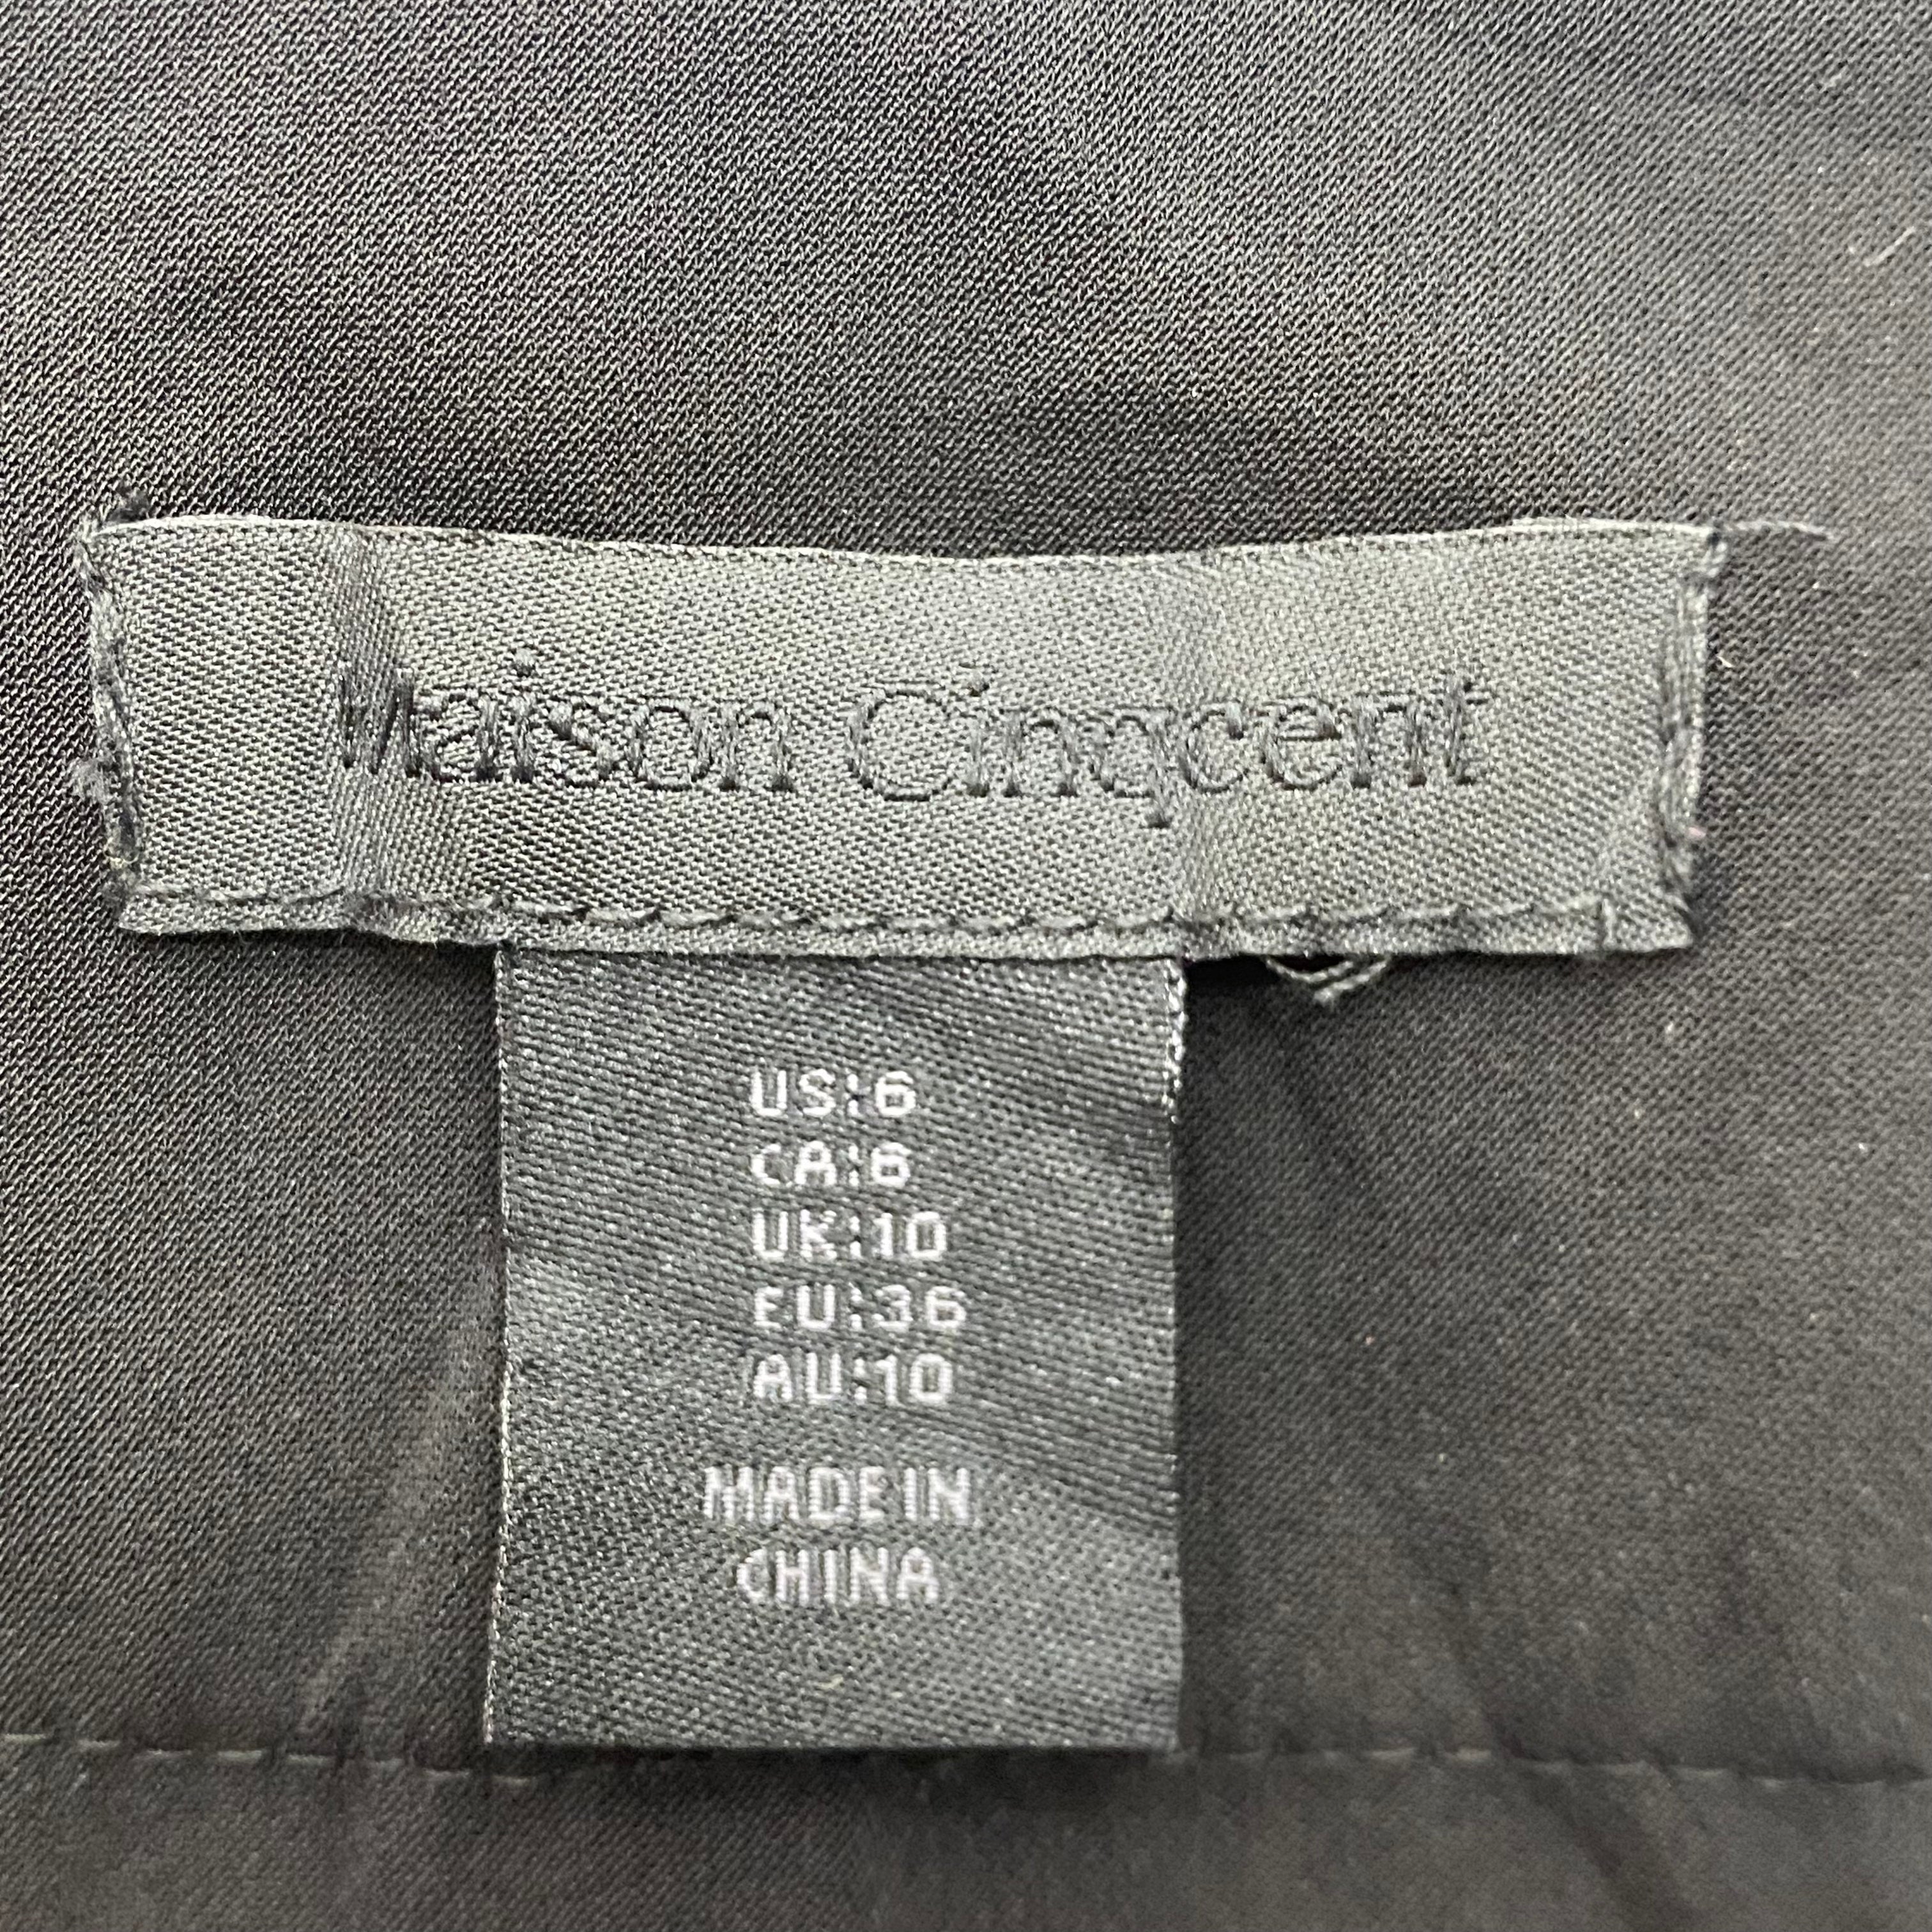 Maison Cinqcent
US:6
CA:6
UK:10
EU:36
AU:10
MADE IN
CHINA